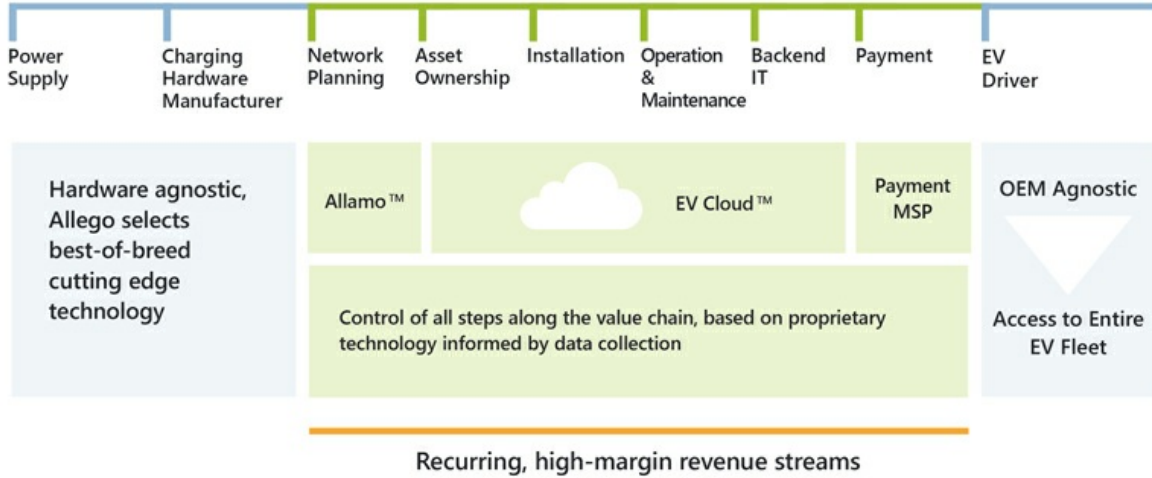 Power
Supply
Charging
Hardware
Manufacturer
Network
Planning
Asset
Ownership
Installation
Operation
&
Maintenance
Backend
IT
Payment
EV
Driver
Hardware agnostic,
Allego selects
best-of-breed
cutting edge
technology
Allamo™
EV Cloud™
Payment
MSP
OEM Agnostic
Control of all steps along the value chain, based on proprietary
technology informed by data collection
Access to Entire
EV Fleet
Recurring, high-margin revenue streams